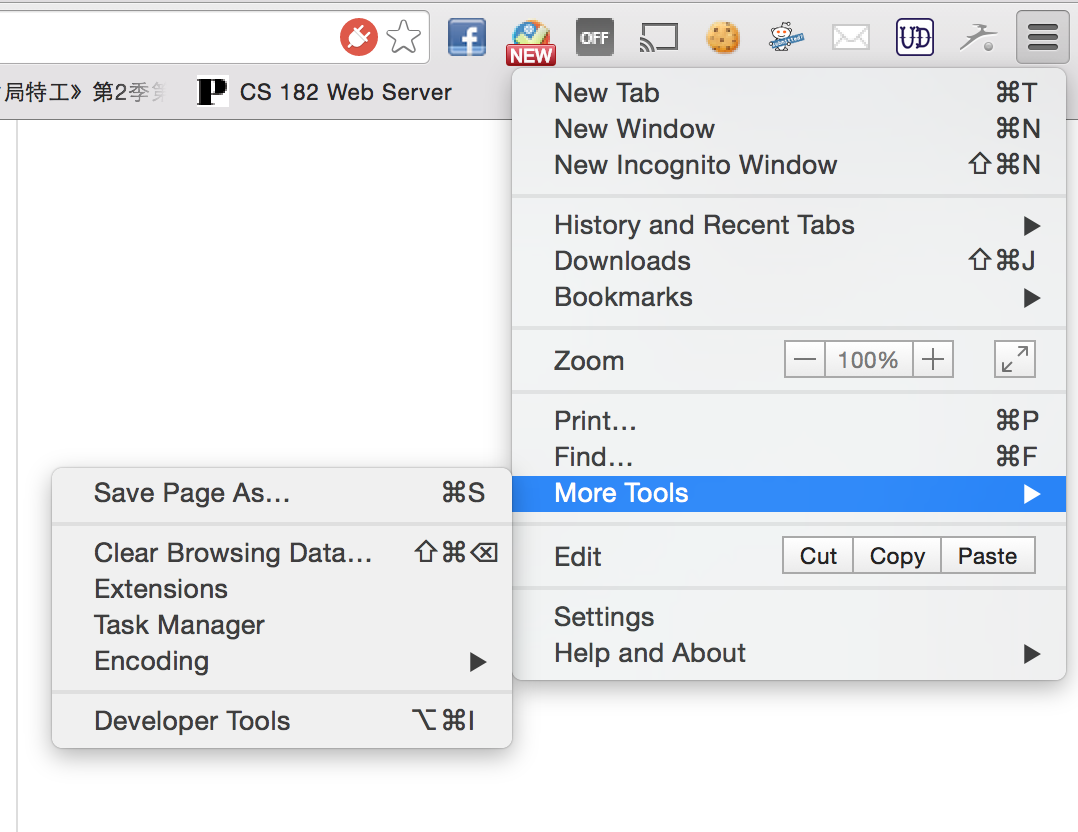 OFF
UD
NEW
局特工》 第2季
P CS 182 Web Server
New Tab ⌘T
New Window ⌘N
New Incognito Window ⇧⌘N
History and Recent Tabs ▶
Downloads ⇧⌘J
Bookmarks ▶
Zoom — 100% +
Print... ⌘P
Find... ⌘F
More Tools ▶
Save Page As... ⌘S
Clear Browsing Data... ⇧⌘⌫
Extensions
Task Manager
Encoding ▶
Developer Tools ⌥⌘I
Edit Cut Copy Paste
Settings
Help and About ▶